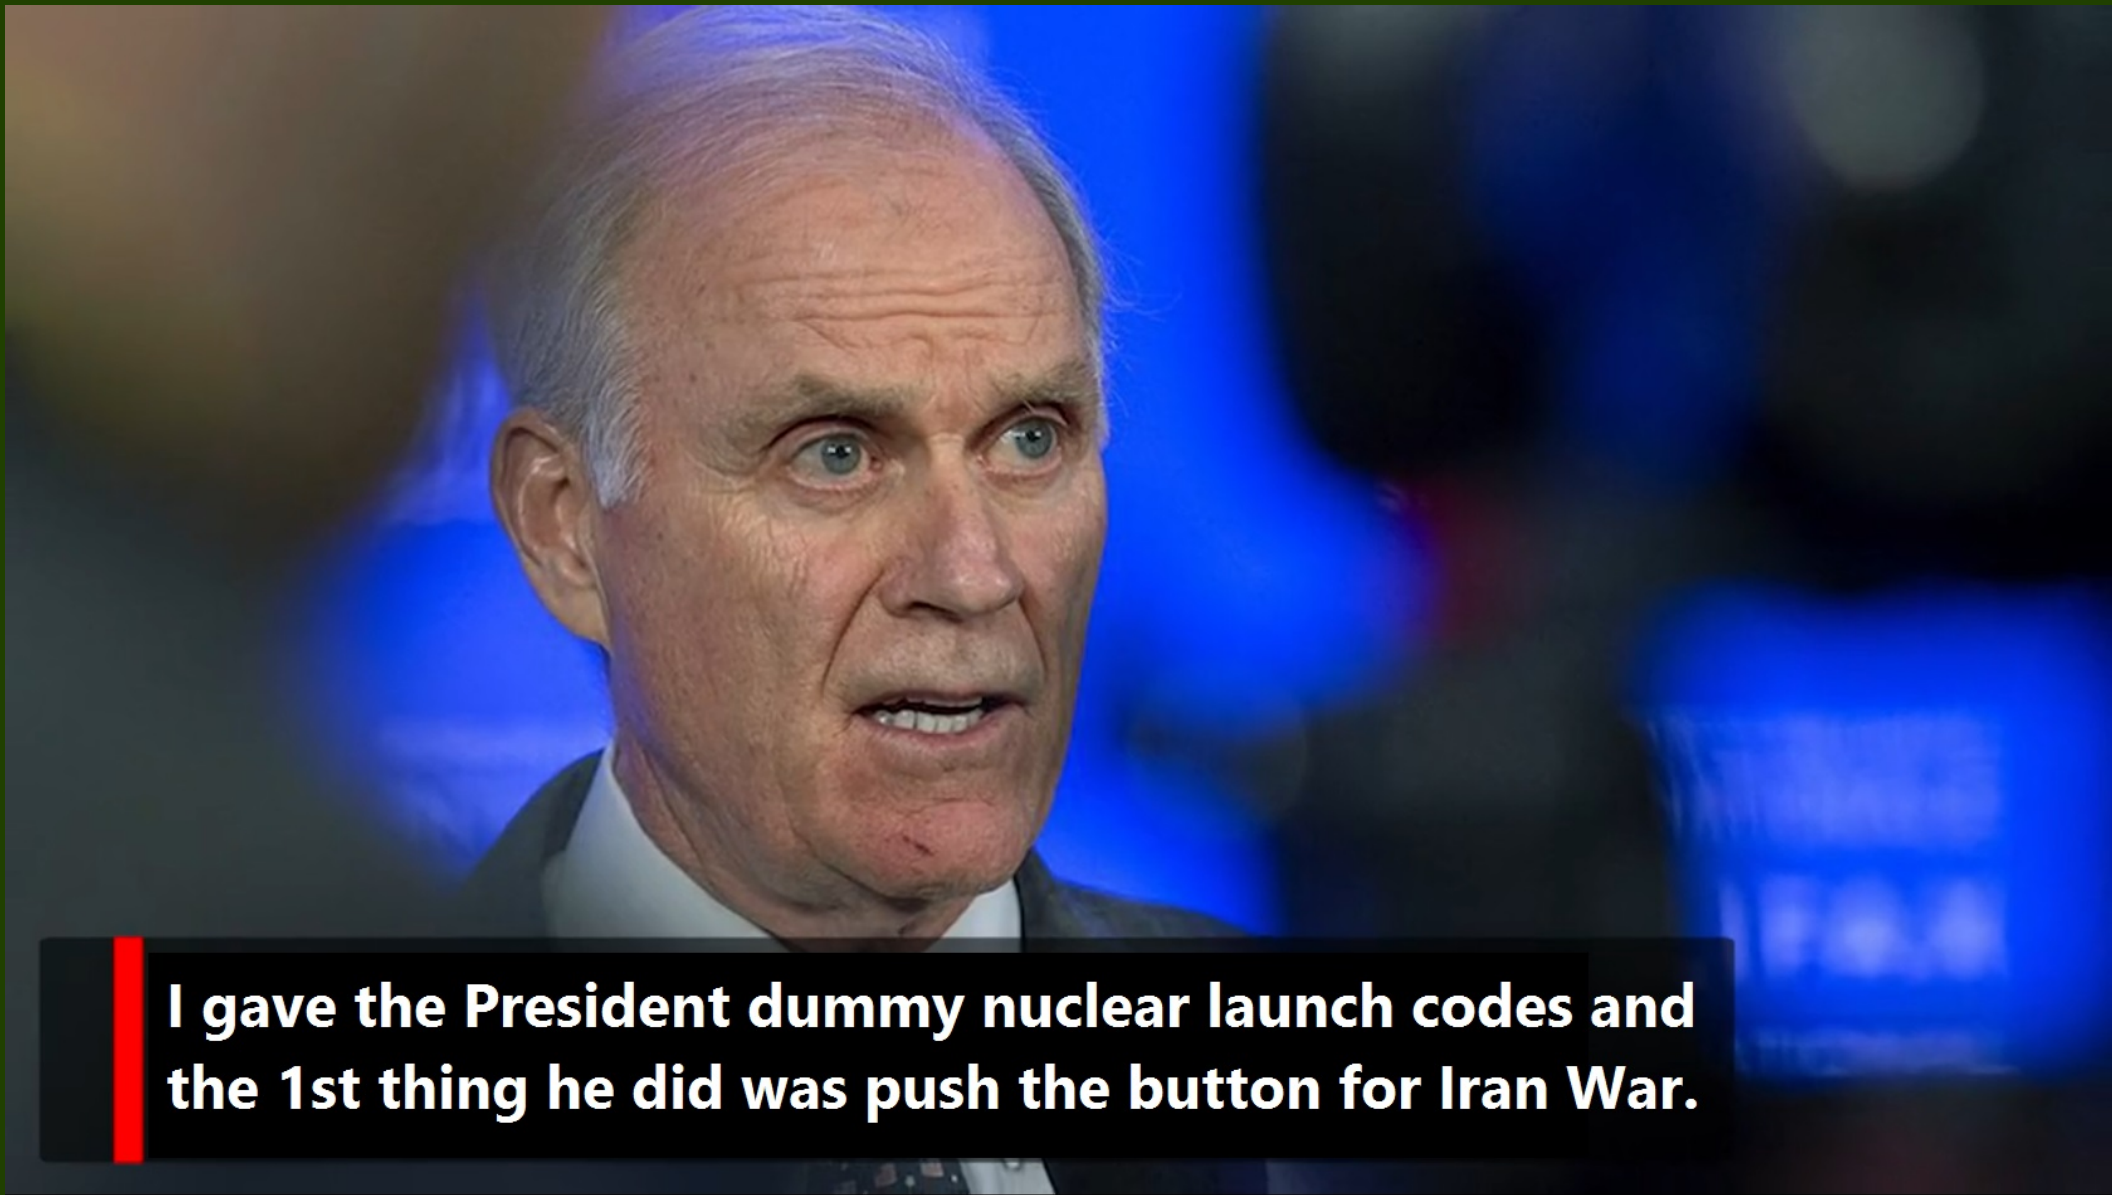 I gave the President dummy nuclear launch codes and
the 1st thing he did was push the button for Iran War.